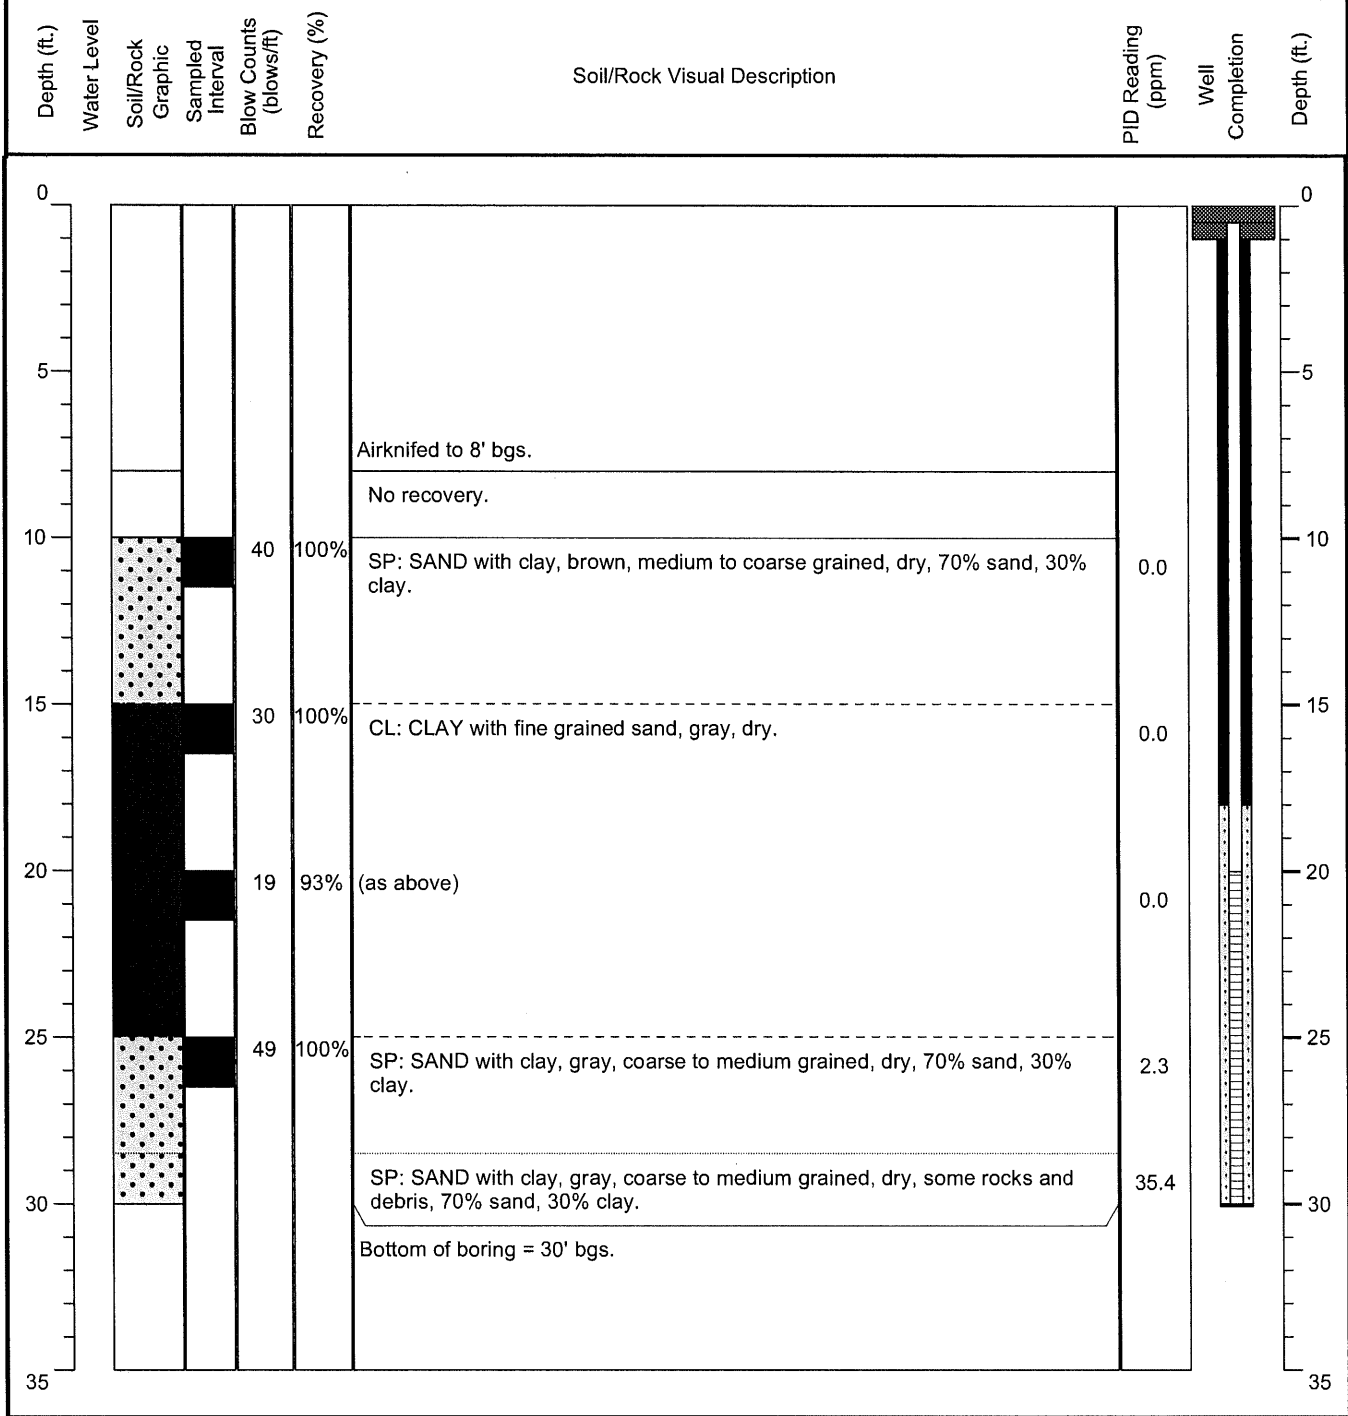 Depth (ft.)
Water Level
Soil/Rock
Graphic
Sampled
Interval
Blow Counts
(blows/ft)
Recovery (%)
Soil/Rock Visual Description
PID Reading
(ppm)
Well
Completion
Depth (ft.)
0
0
5
5
Airknifed to 8' bgs.
No recovery.
10
40
100%
SP: SAND with clay, brown, medium to coarse grained, dry, 70% sand, 30%
clay.
0.0
10
15
30
100%
CL: CLAY with fine grained sand, gray, dry.
0.0
15
20
19
93%
(as above)
0.0
20
25
49
100%
SP: SAND with clay, gray, coarse to medium grained, dry, 70% sand, 30%
clay.
2.3
25
SP: SAND with clay, gray, coarse to medium grained, dry, some rocks and
debris, 70% sand, 30% clay.
35.4
30
30
Bottom of boring = 30' bgs.
35
35